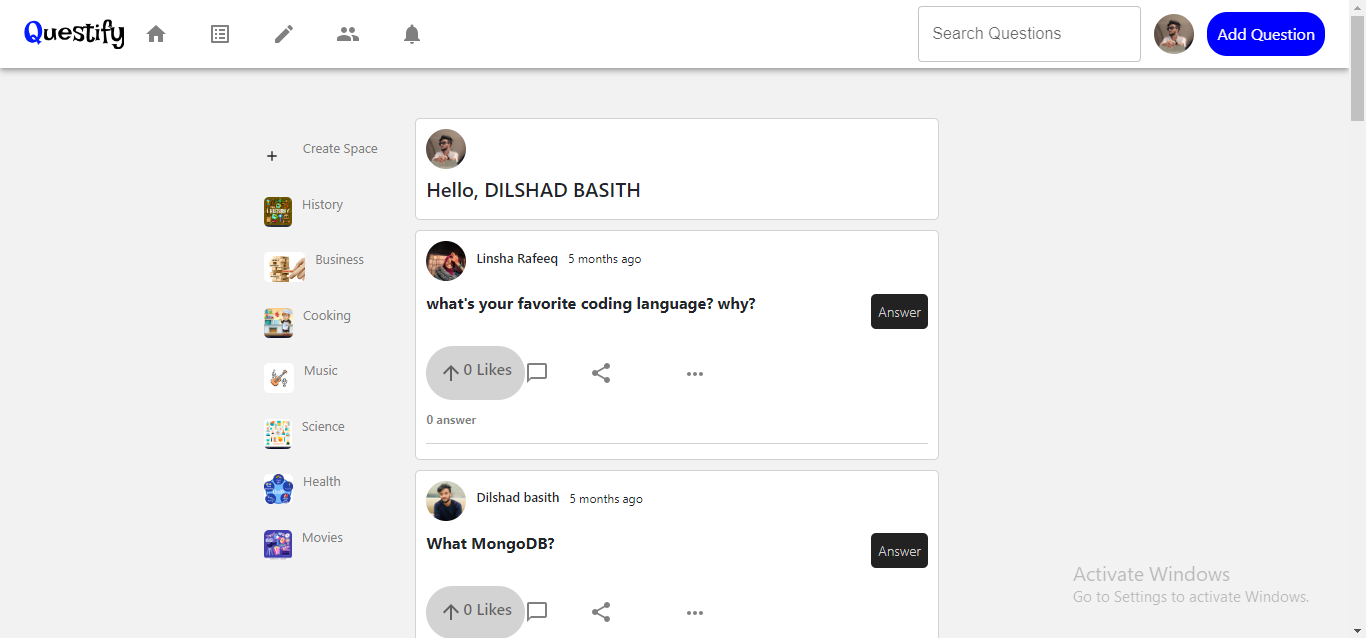 Questify
Search Questions
Add Question
Create Space
History
Business
Cooking
Music
Science
Health
Movies
Hello, DILSHAD BASITH
Linsha Rafeeq 5 months ago
what's your favorite coding language? why?
Answer
0 Likes
0 answer
Dilshad basith 5 months ago
What MongoDB?
Answer
0 Likes
Activate Windows
Go to Settings to activate Windows.